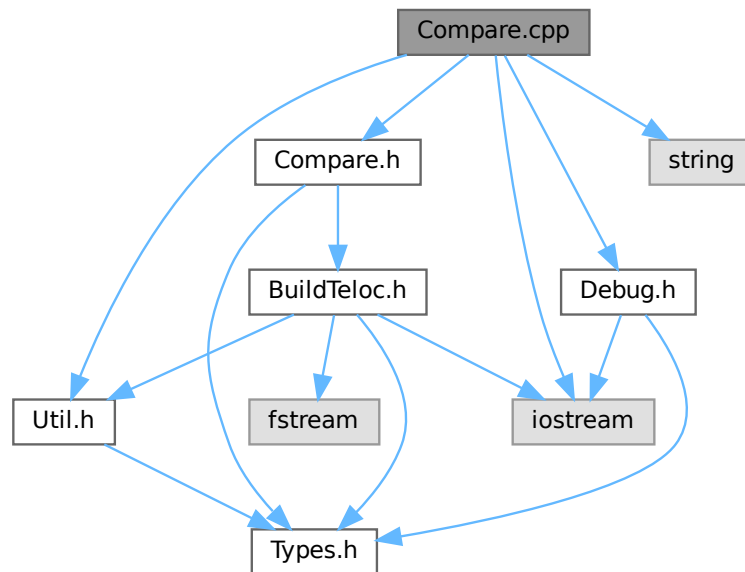 Compare.cpp
Compare.h
string
BuildTeloc.h
Debug.h
Util.h
fstream
iostream
Types.h